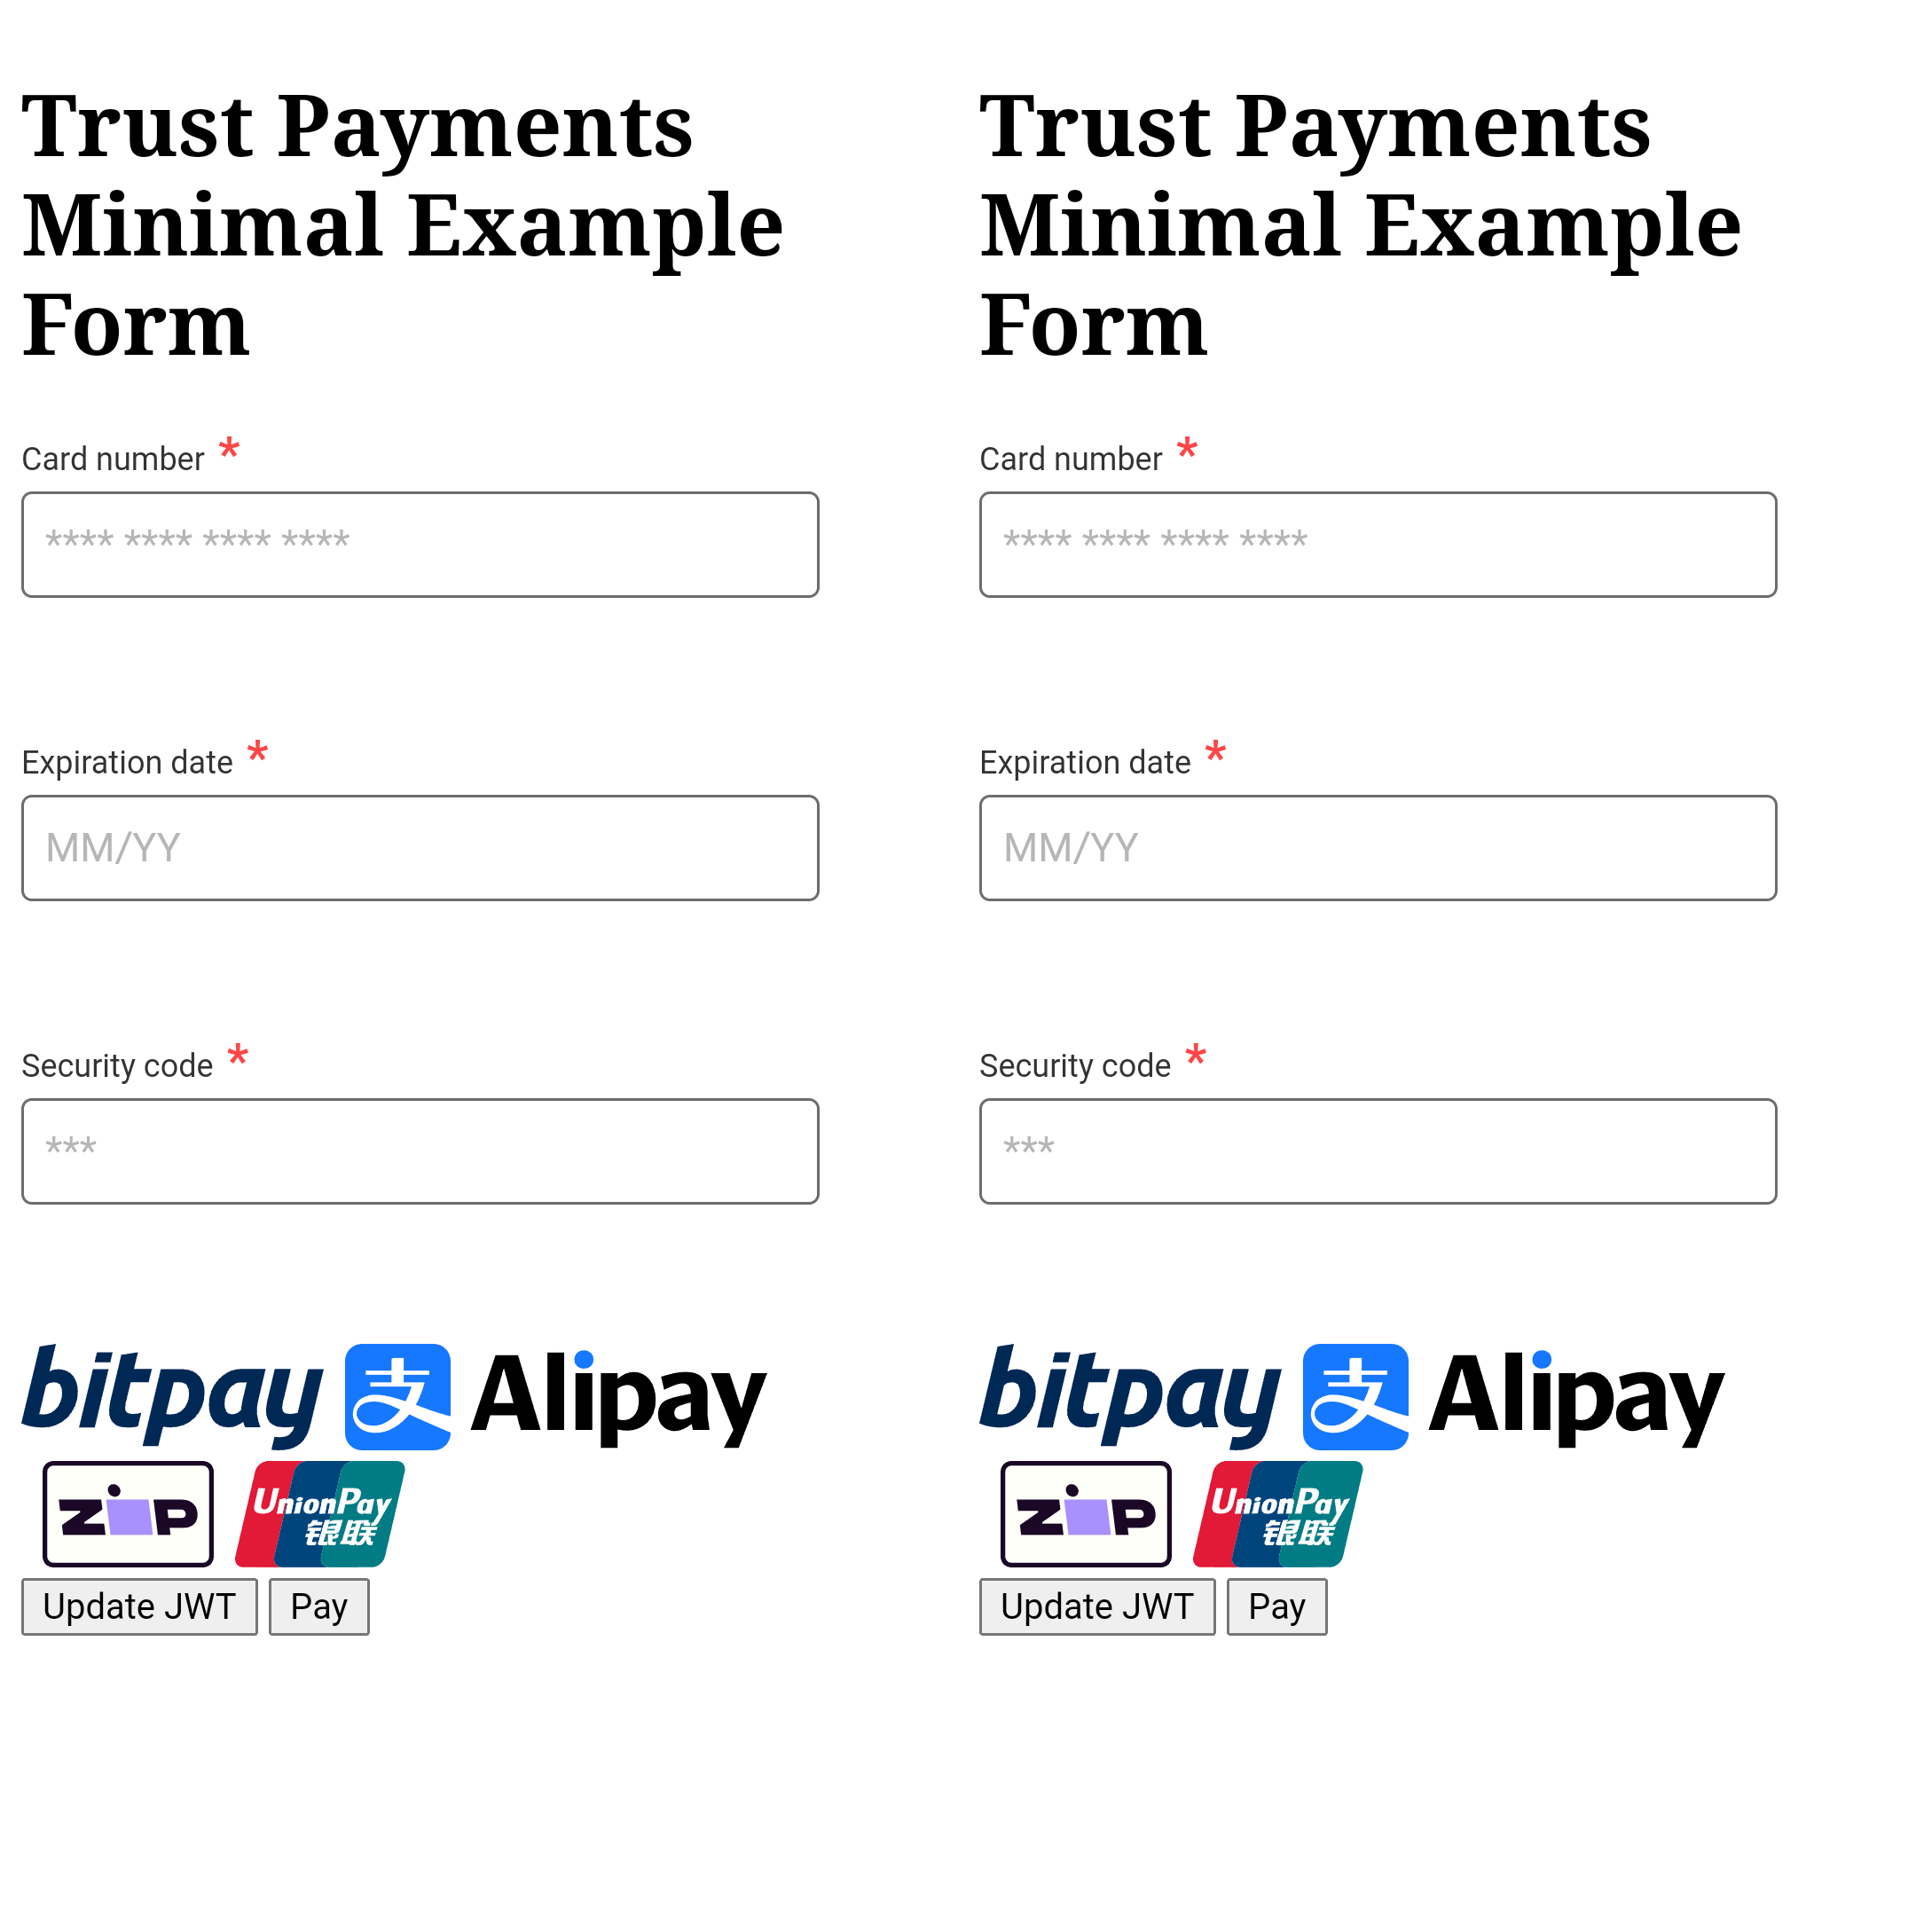 Trust Payments
Minimal Example
Form
Card number *
**** **** **** ****
Expiration date *
MM/YY
Security code *
***
bitpay 支 Alipay
zip UnionPay
银联
Update JWT Pay
Trust Payments
Minimal Example
Form
Card number *
**** **** **** ****
Expiration date *
MM/YY
Security code *
***
bitpay 支 Alipay
zip UnionPay
银联
Update JWT Pay